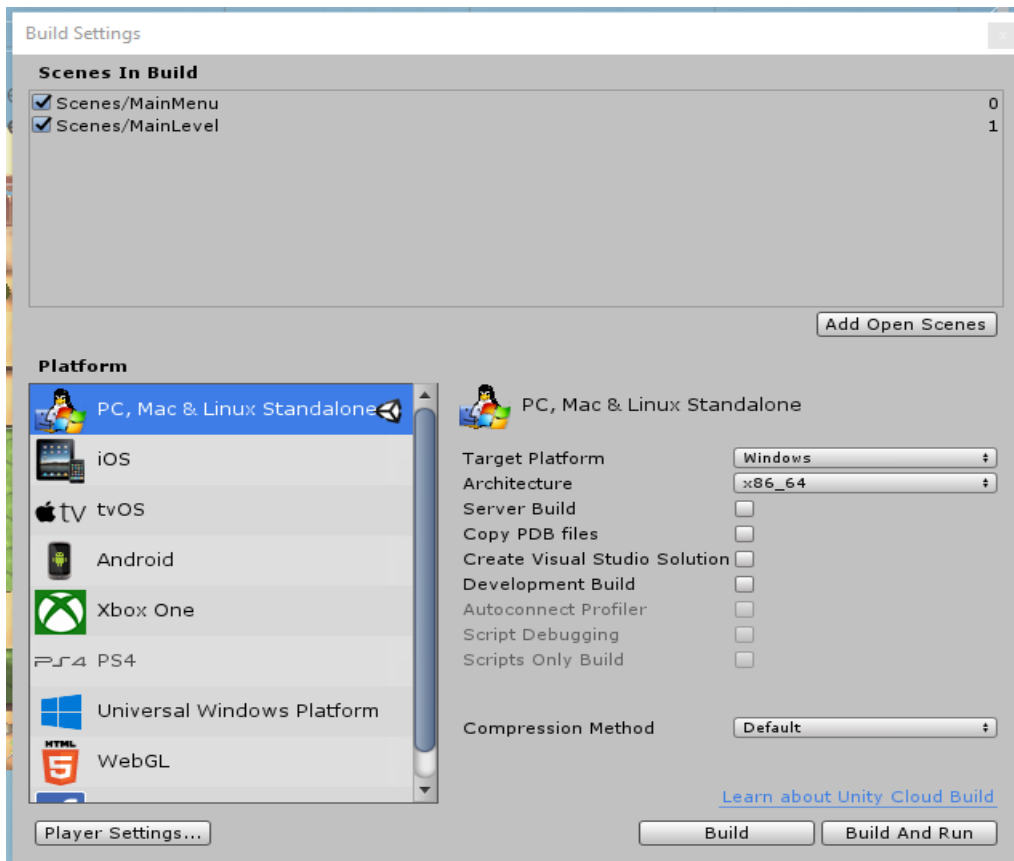 Build Settings
x
Scenes In Build
Scenes/MainMenu 0
Scenes/MainLevel 1
Add Open Scenes
Platform
PC, Mac & Linux Standalone
iOS
tv tvOS
Android
Xbox One
PS4 PS4
Universal Windows Platform
HTML 5 WebGL
PC, Mac & Linux Standalone
Target Platform Windows
Architecture x86_64
Server Build
Copy PDB files
Create Visual Studio Solution
Development Build
Autoconnect Profiler
Script Debugging
Scripts Only Build
Compression Method Default
Learn about Unity Cloud Build
Player Settings... Build Build And Run